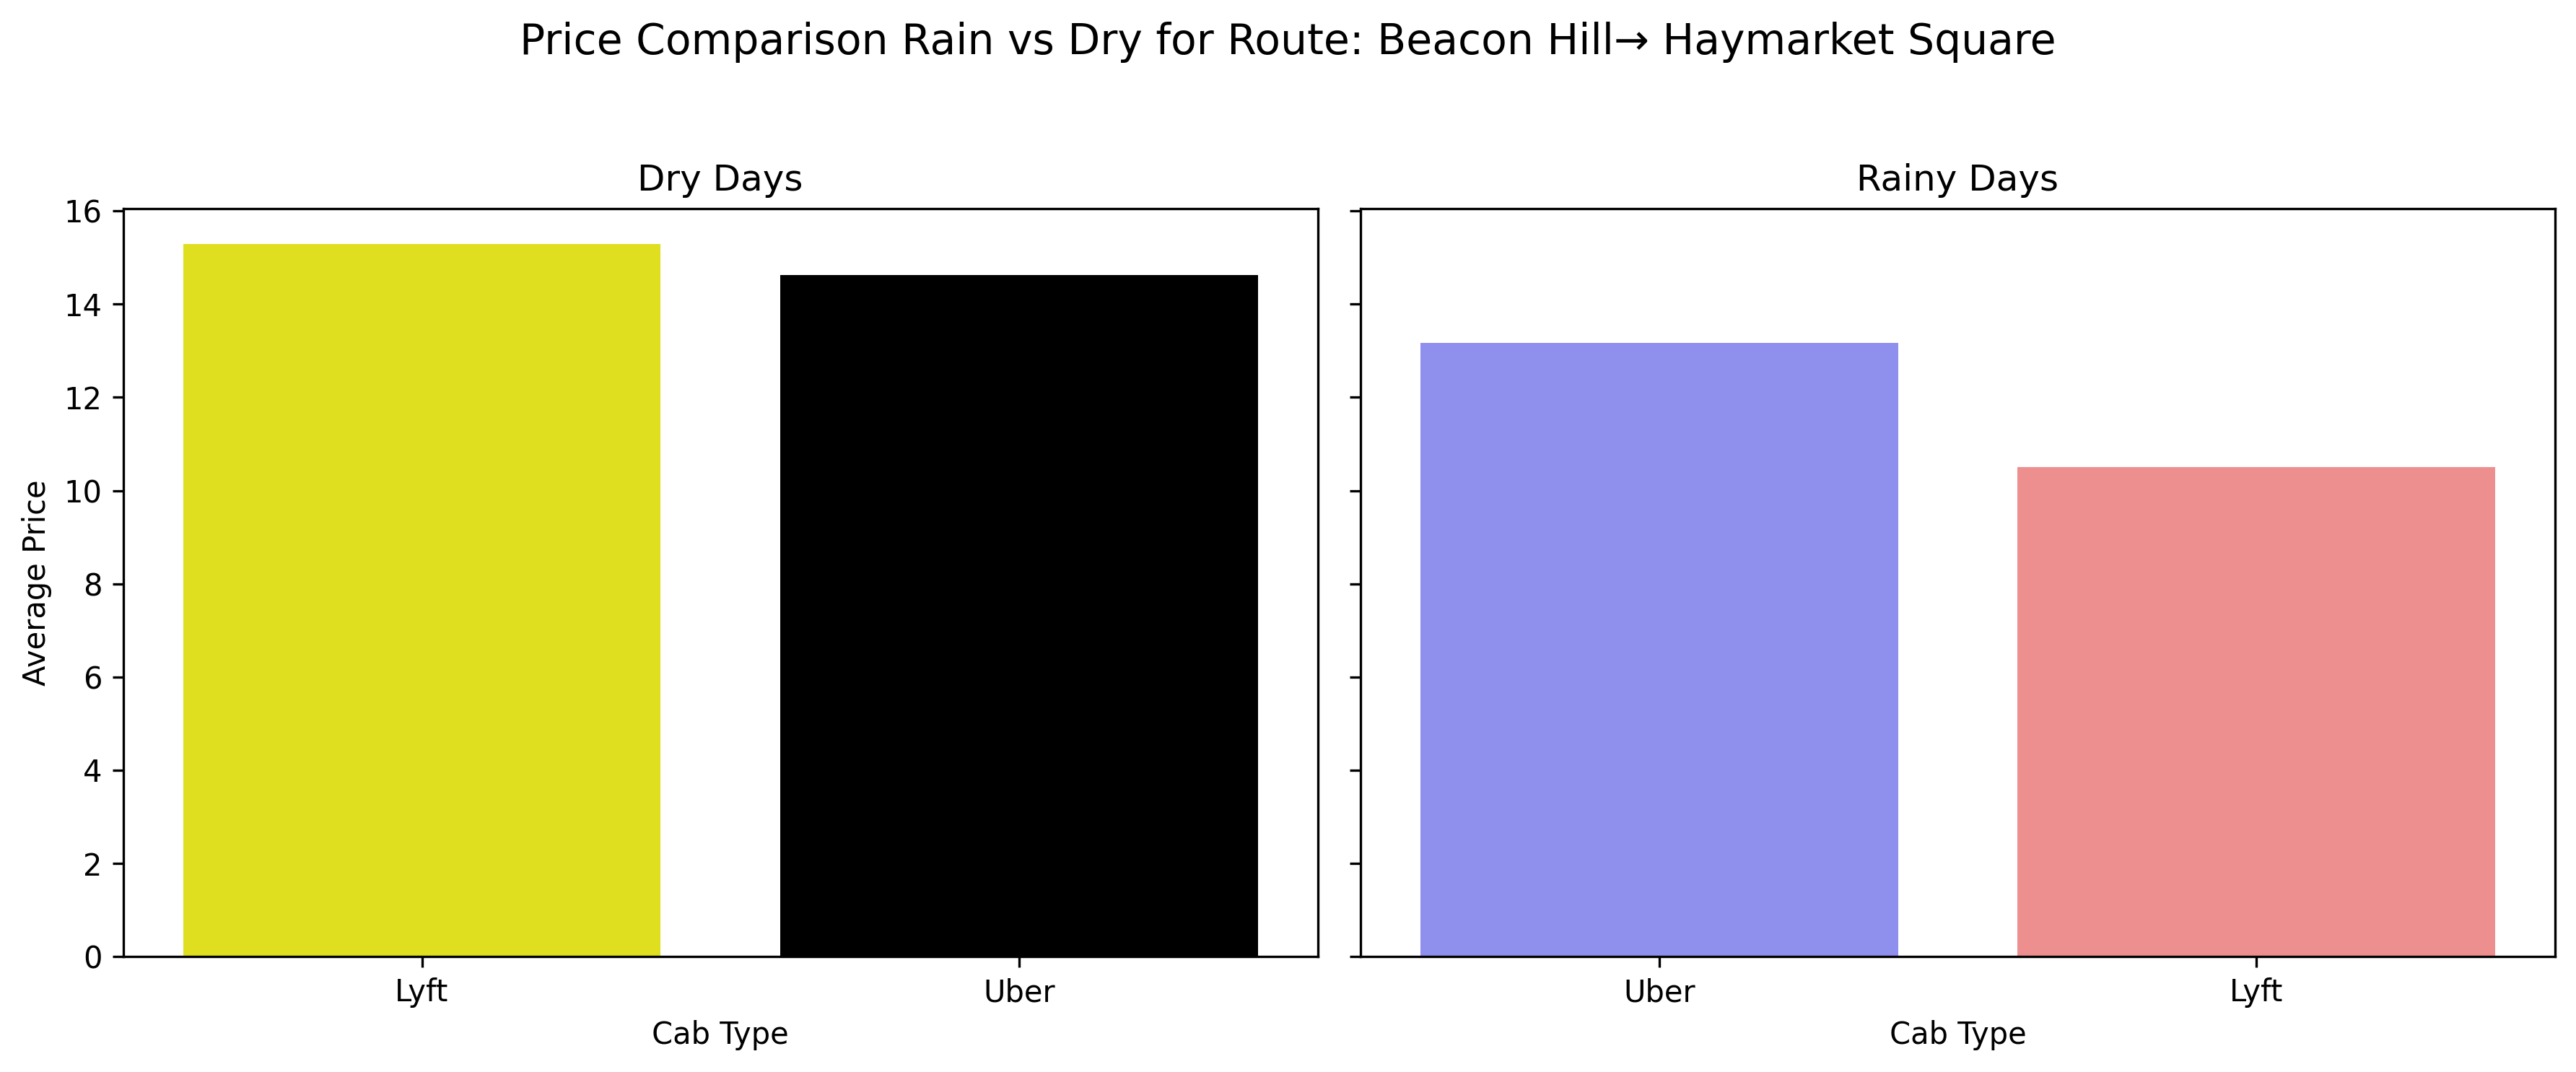 Price Comparison Rain vs Dry for Route: Beacon Hill→ Haymarket Square
Dry Days
16
14
12
10
8
6
4
2
0
Average Price
Lyft
Uber
Cab Type
Rainy Days
Uber
Lyft
Cab Type